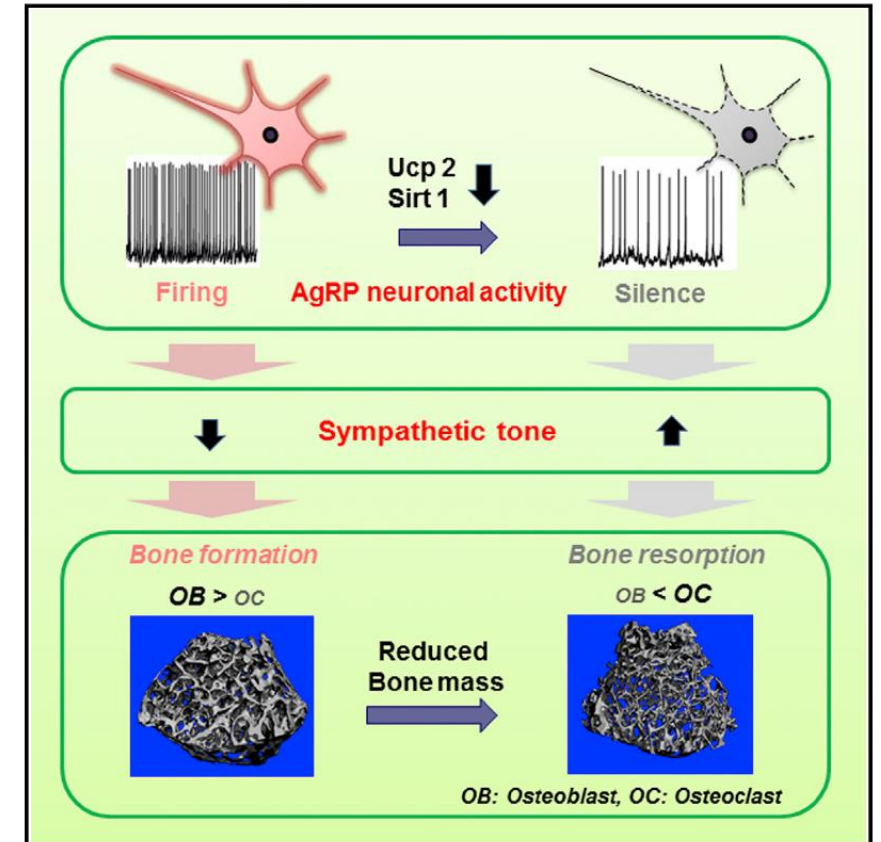 Ucp 2
Sirt 1
Firing
AgRP neuronal activity
Silence
Sympathetic tone
Bone formation
Bone resorption
OB > OC
OB < OC
Reduced
Bone mass
OB: Osteoblast, OC: Osteoclast